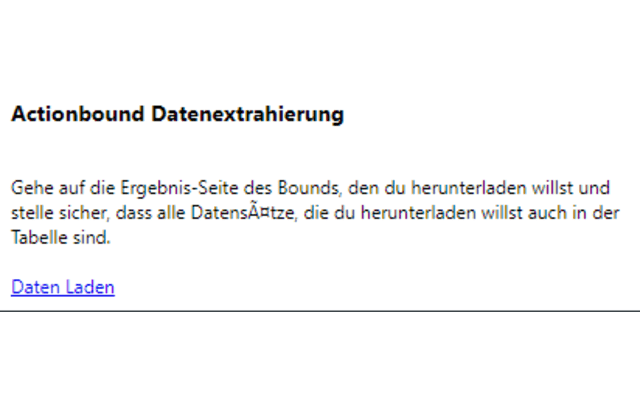 Actionbound Datenextrahierung
Gehe auf die Ergebnis-Seite des Bounds, den du herunterladen willst und
stelle sicher, dass alle DatensÃ¤tze, die du herunterladen willst auch in der
Tabelle sind.
Daten Laden